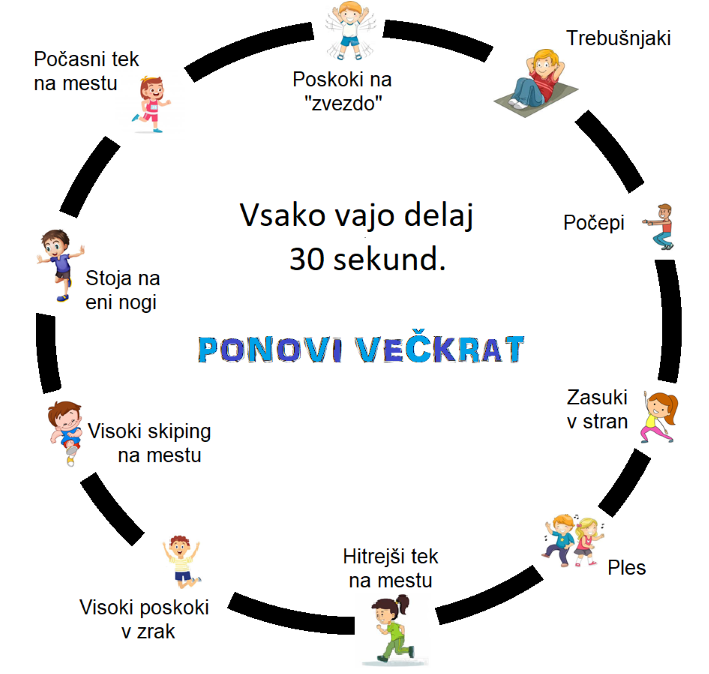 Poskoki na
"zvezdo"
Trebušnjaki
Počepi
Zasuki
v stran
Ples
Hitrejši tek
na mestu
Visoki poskoki
v zrak
Visoki skiping
na mestu
Stoja na
eni nogi
Počasni tek
na mestu
Vsako vajo delaj
30 sekund.
PONOVI VEČKRAT